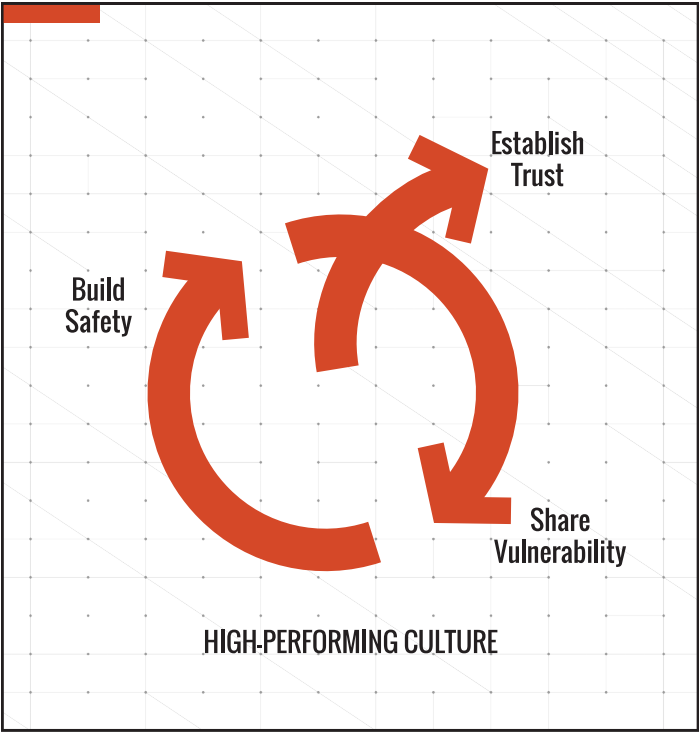 Establish
Trust
Build
Safety
Share
Vulnerability
HIGH-PERFORMING CULTURE